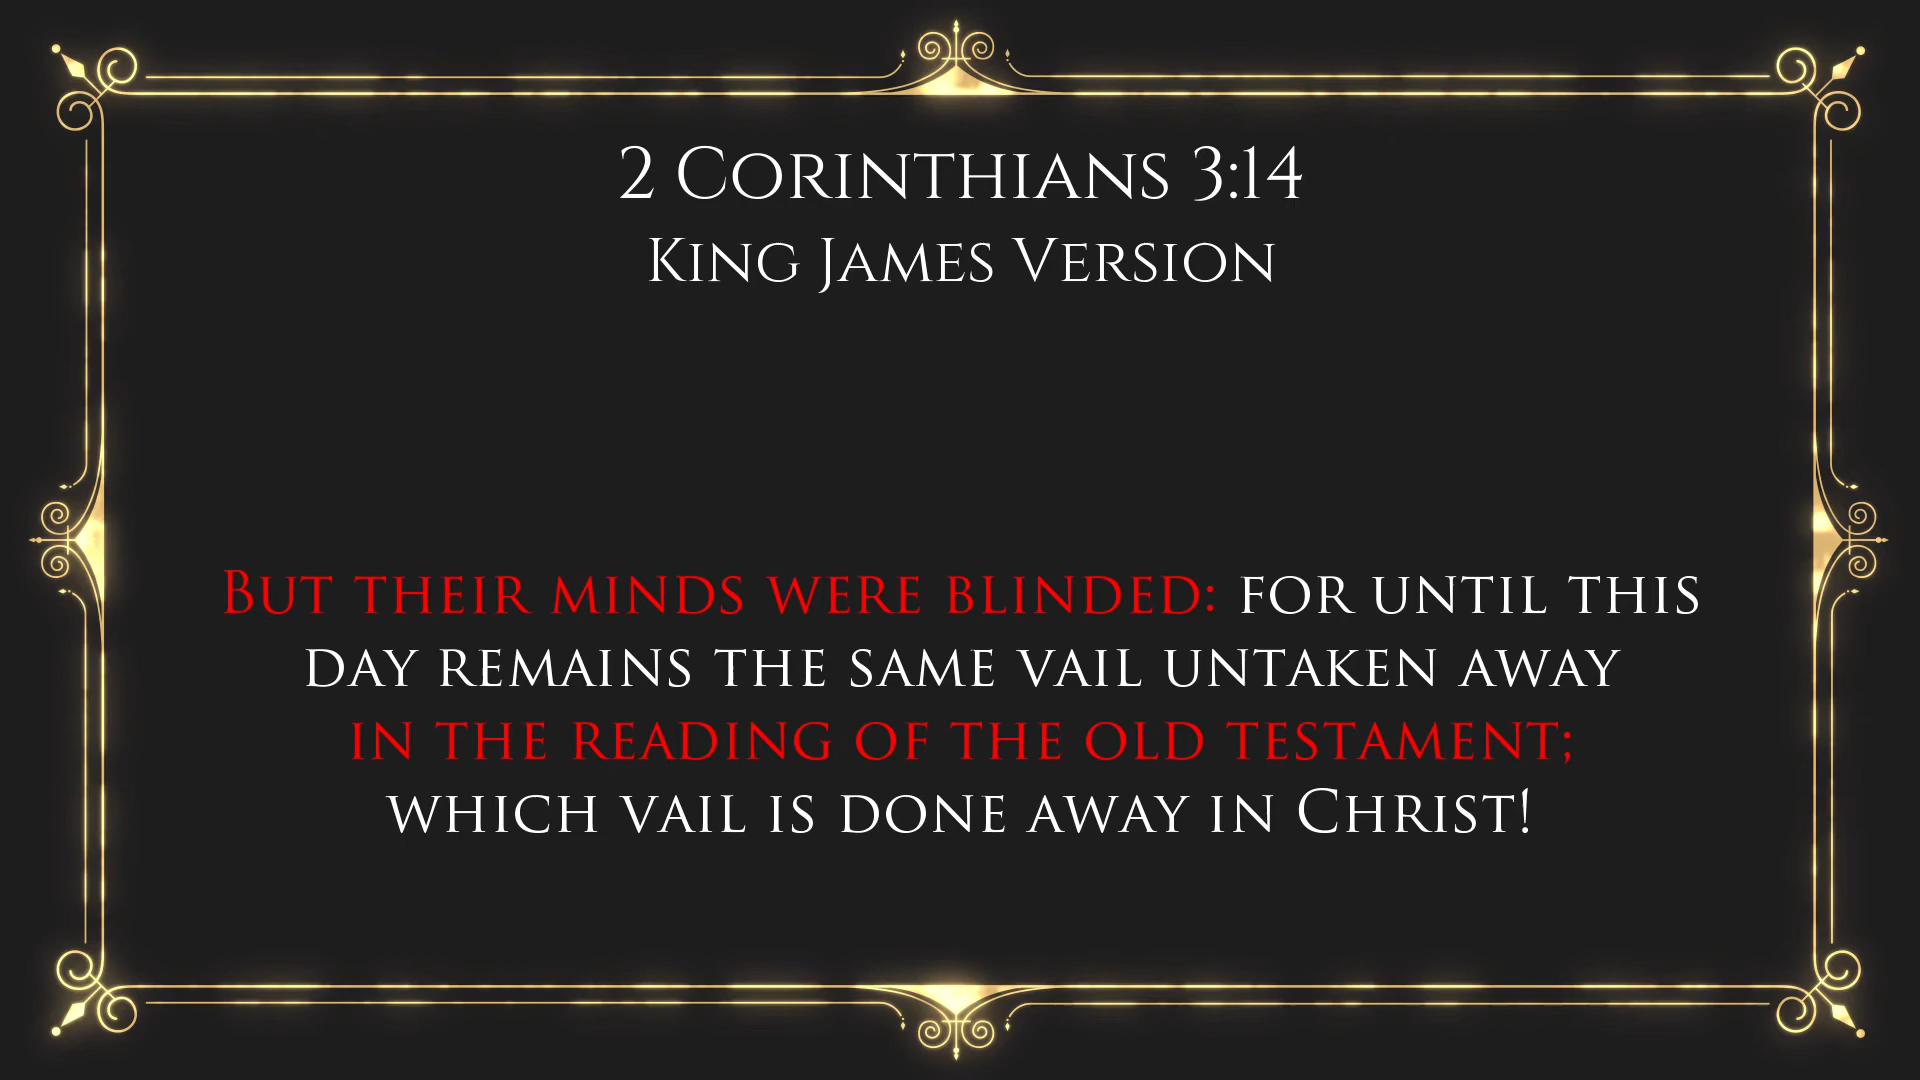 2 Corinthians 3:14
King James Version
But their minds were blinded: for until this
day remains the same vail untaken away
in the reading of the old testament;
which vail is done away in Christ!